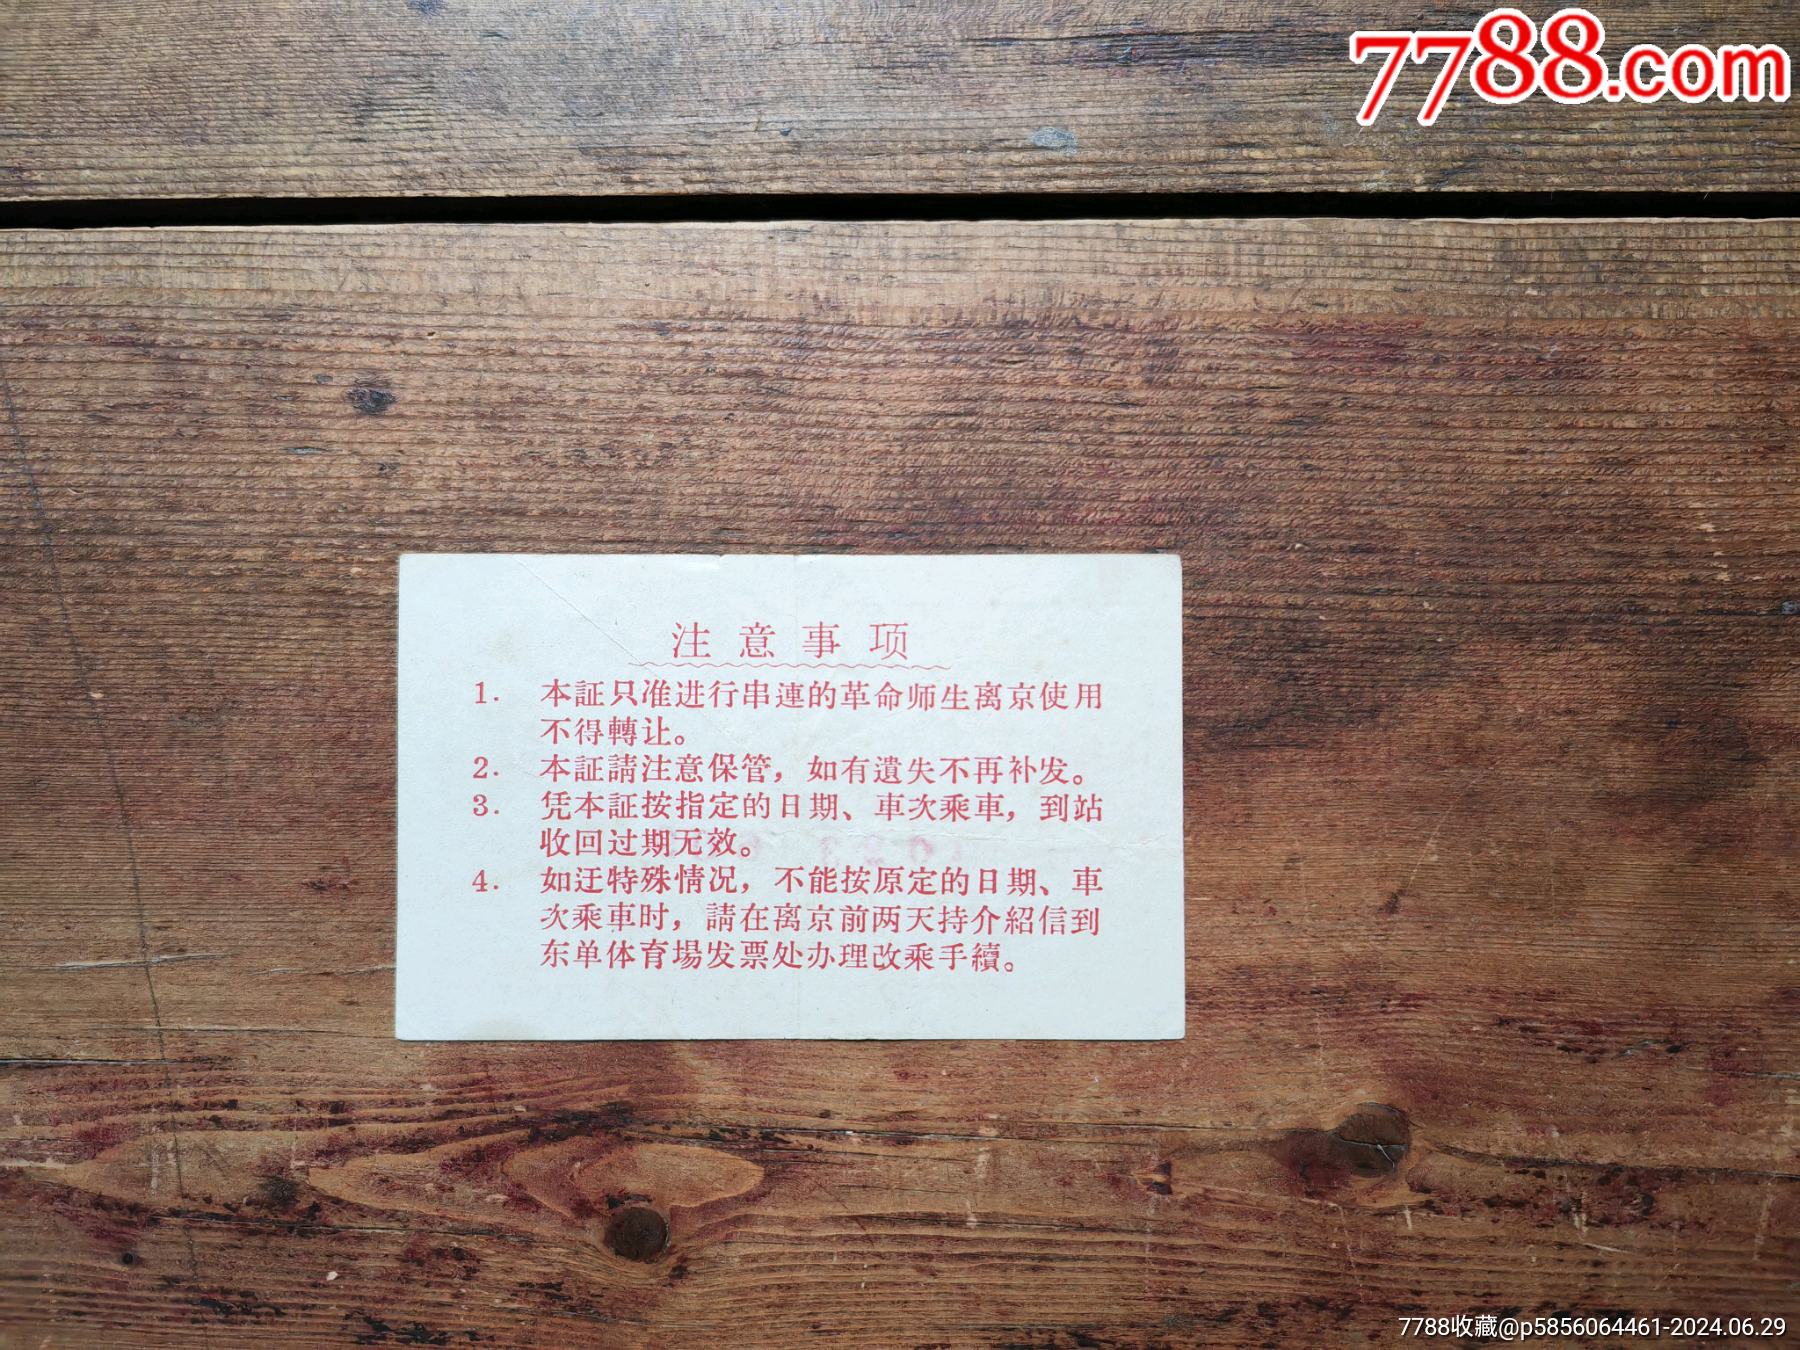 7788.com
注意事项
1. 本証只准进行串連的革命师生离京使用
不得轉让。
2. 本証請注意保管，如有遺失不再补发。
3. 凭本証按指定的日期、車次乘車，到站
收回过期无效。
4. 如迂特殊情况，不能按原定的日期、車
次乘車时，請在离京前两天持介紹信到
东单体育場发票处办理改乘手續。
7788收藏@p5856064461-2024.06.29